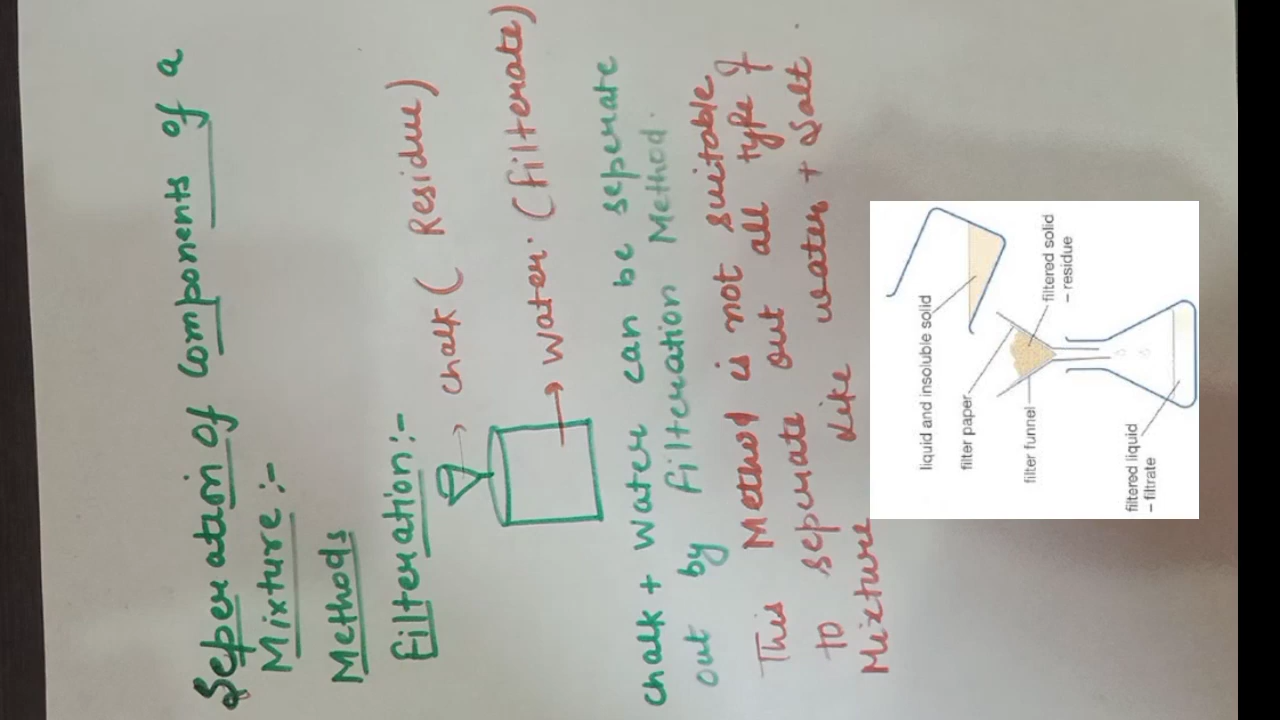 Seperation of components of a
Mixture:-
Methods
Filteration:-
chalk ( Residue)
water. (filterate)
chalk + water can be seperate
out by filteration Method.
This Method is not suitable
to seperate out all type of
Mixture like water + Salt.
liquid and insoluble solid
filter paper
filter funnel
filtered solid
– residue
filtered liquid
– filtrate